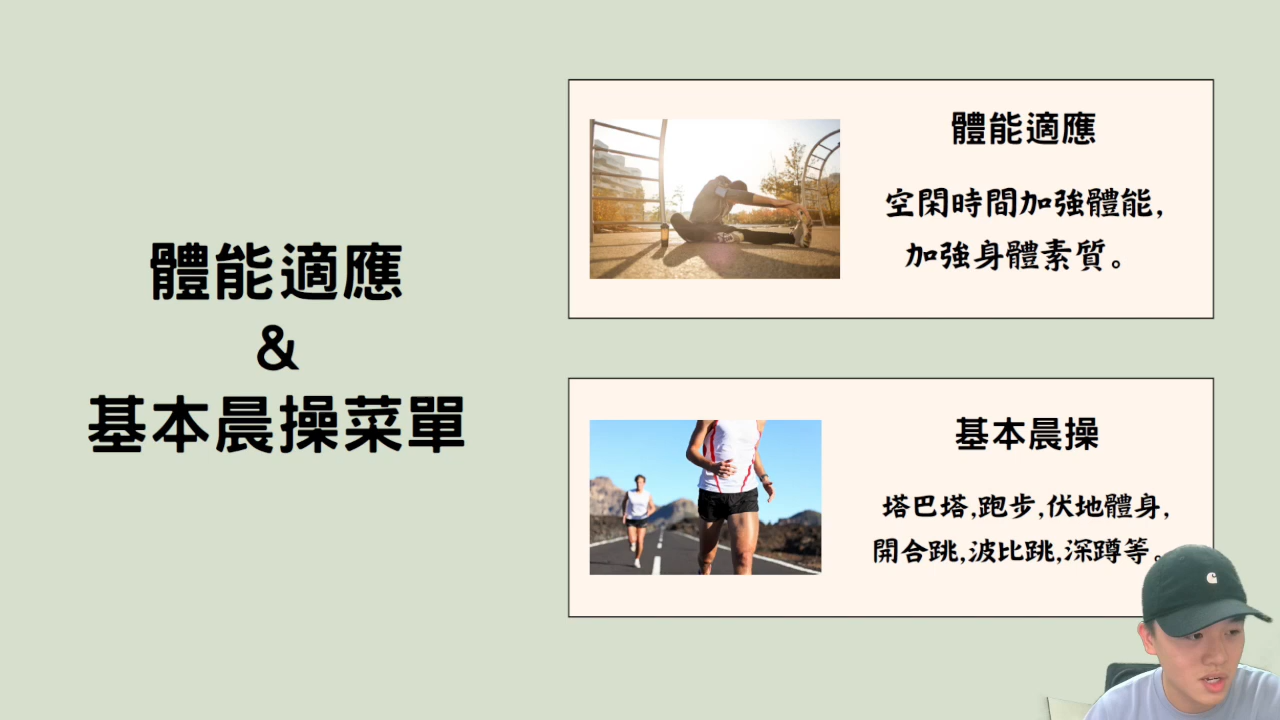 體能適應
&
基本晨操菜單
體能適應
空閑時間加強體能,
加強身體素質。
基本晨操
塔巴塔,跑步,伏地體身,
開合跳,波比跳,深蹲等。